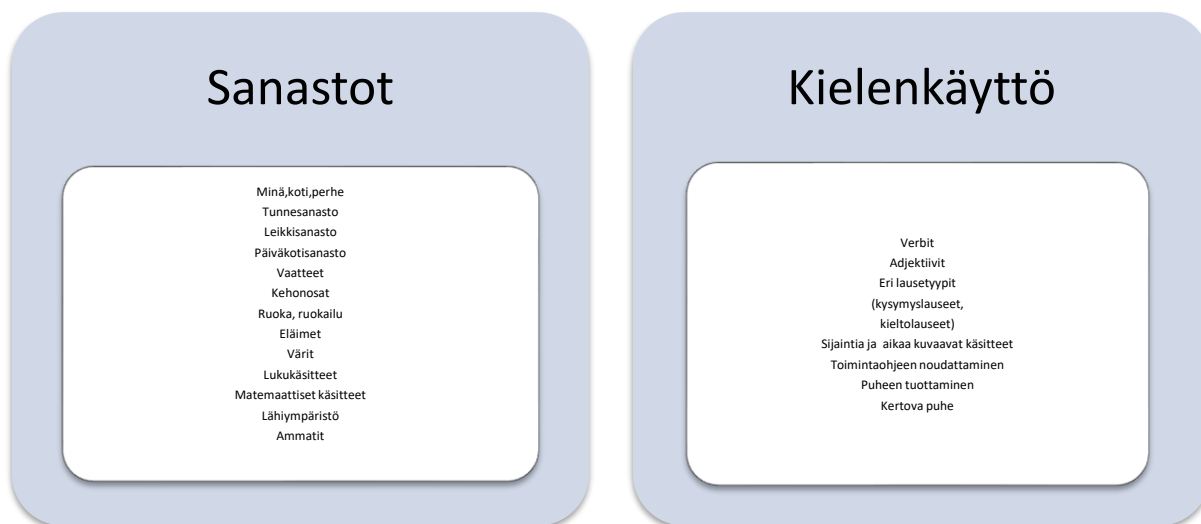 Sanastot
Minä,koti,perhe
Tunnesanasto
Leikkisanasto
Päiväkotisanasto
Vaatteet
Kehonosat
Ruoka, ruokailu
Eläimet
Värit
Lukukäsitteet
Matemaattiset käsitteet
Lähiympäristö
Ammatit
Kielenkäyttö
Verbit
Adjektiivit
Eri lausetyypit
(kysymyslauseet,
kieltolauseet)
Sijaintia ja aikaa kuvaavat käsitteet
Toimintaohjeen noudattaminen
Puheen tuottaminen
Kertova puhe